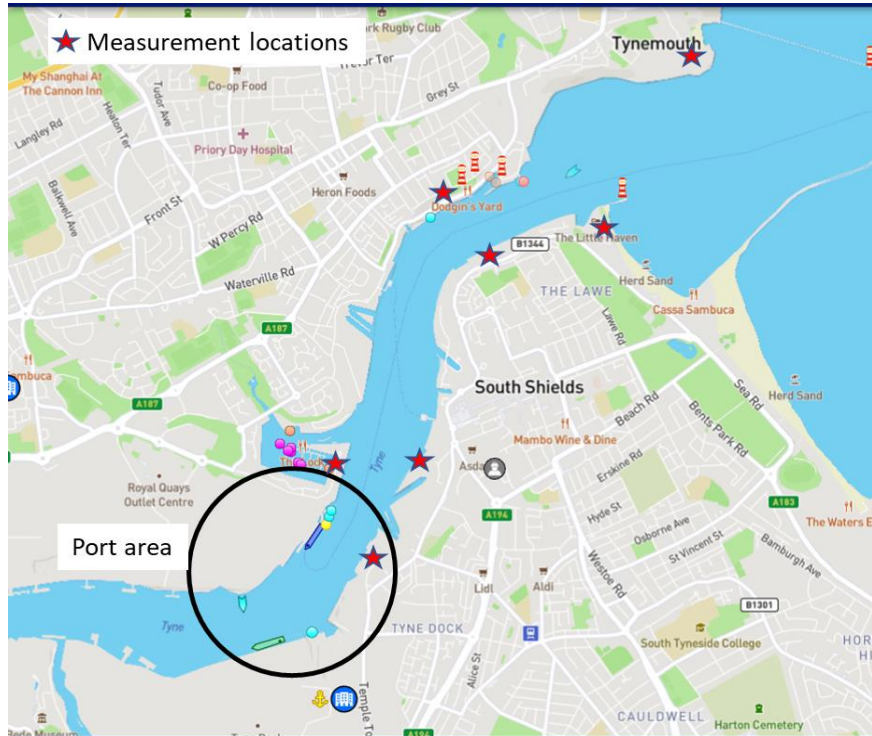 Measurement locations
Park Rugby Club
Tynemouth
Trevor Ter
My Shanghai At
The Cannon Inn
Co-op Food
Tudor Ave
Grey St
Heaton Ter
Langley Rd
Priory Day Hospital
Balkwell Ave
Heron Foods
Dodgin's Yard
Front St
W Percy Rd
B1344
The Little Haven
Herd Sand
Waterville Rd
THE LAWE
Cassa Sambuca
Lawe Rd
A187
South Shields
Sea Rd
Herd Sand
A187
Beach Rd
Bents Park Rd
Tyne
Mambo Wine & Dine
Asda
Erskine Rd
Royal Quays
Outlet Centre
A183
Hyde St
The Waters E
A194
Osborne Ave
Port area
St Vincent St
Bamburgh Ave
Westoe Rd
Lidl
Aldi
B1301
Tyne
TYNE DOCK
South Tyneside College
HOR
Alice St
Temple To
CAULDWELL
Harton Cemetery
Bede Museum
A194